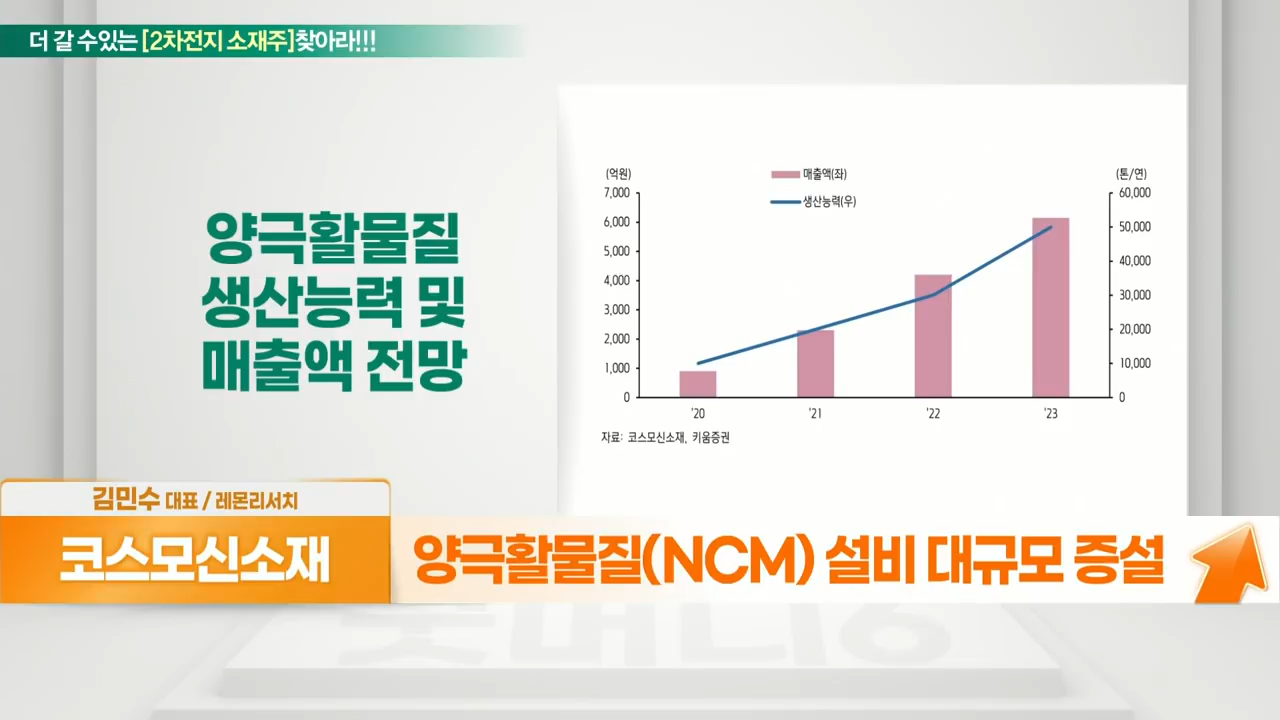 더 갈 수있는 [2차전지 소재주]찾아라!!!
양극활물질
생산능력 및
매출액 전망
(억원)
(톤/연)
매출액(좌)
생산능력(우)
7,000
6,000
5,000
4,000
3,000
2,000
1,000
0
60,000
50,000
40,000
30,000
20,000
10,000
0
'20 '21 '22 '23
자료: 코스모신소재, 키움증권
김민수 대표 / 레몬리서치
코스모신소재
양극활물질(NCM) 설비 대규모 증설